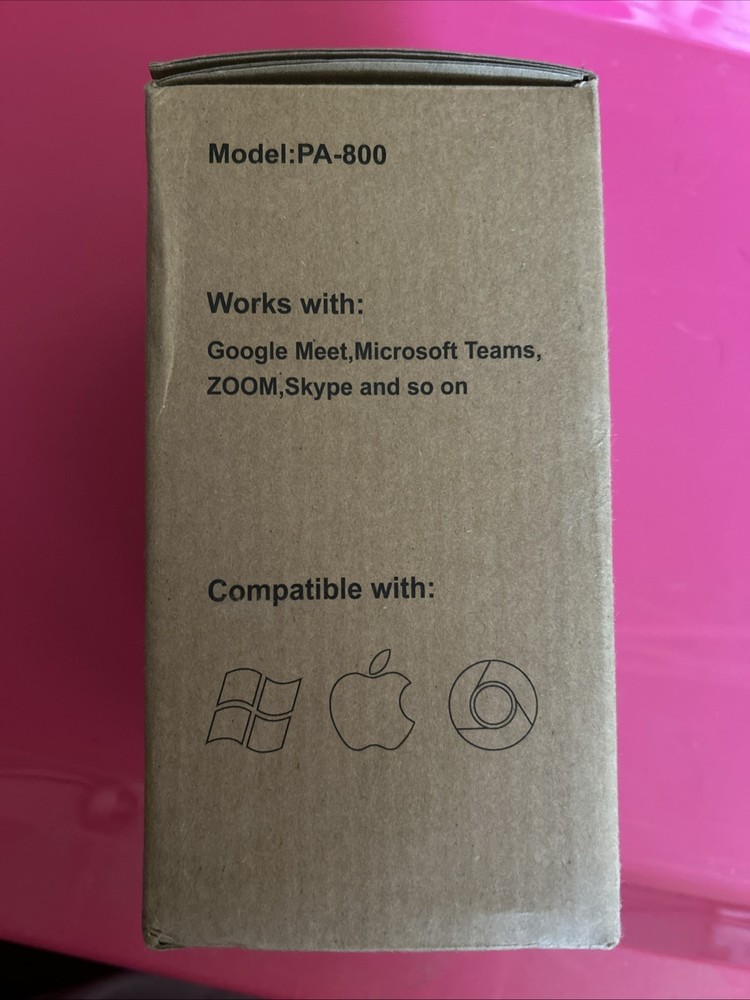 Model:PA-800
Works with:
Google Meet,Microsoft Teams,
ZOOM,Skype and so on
Compatible with: